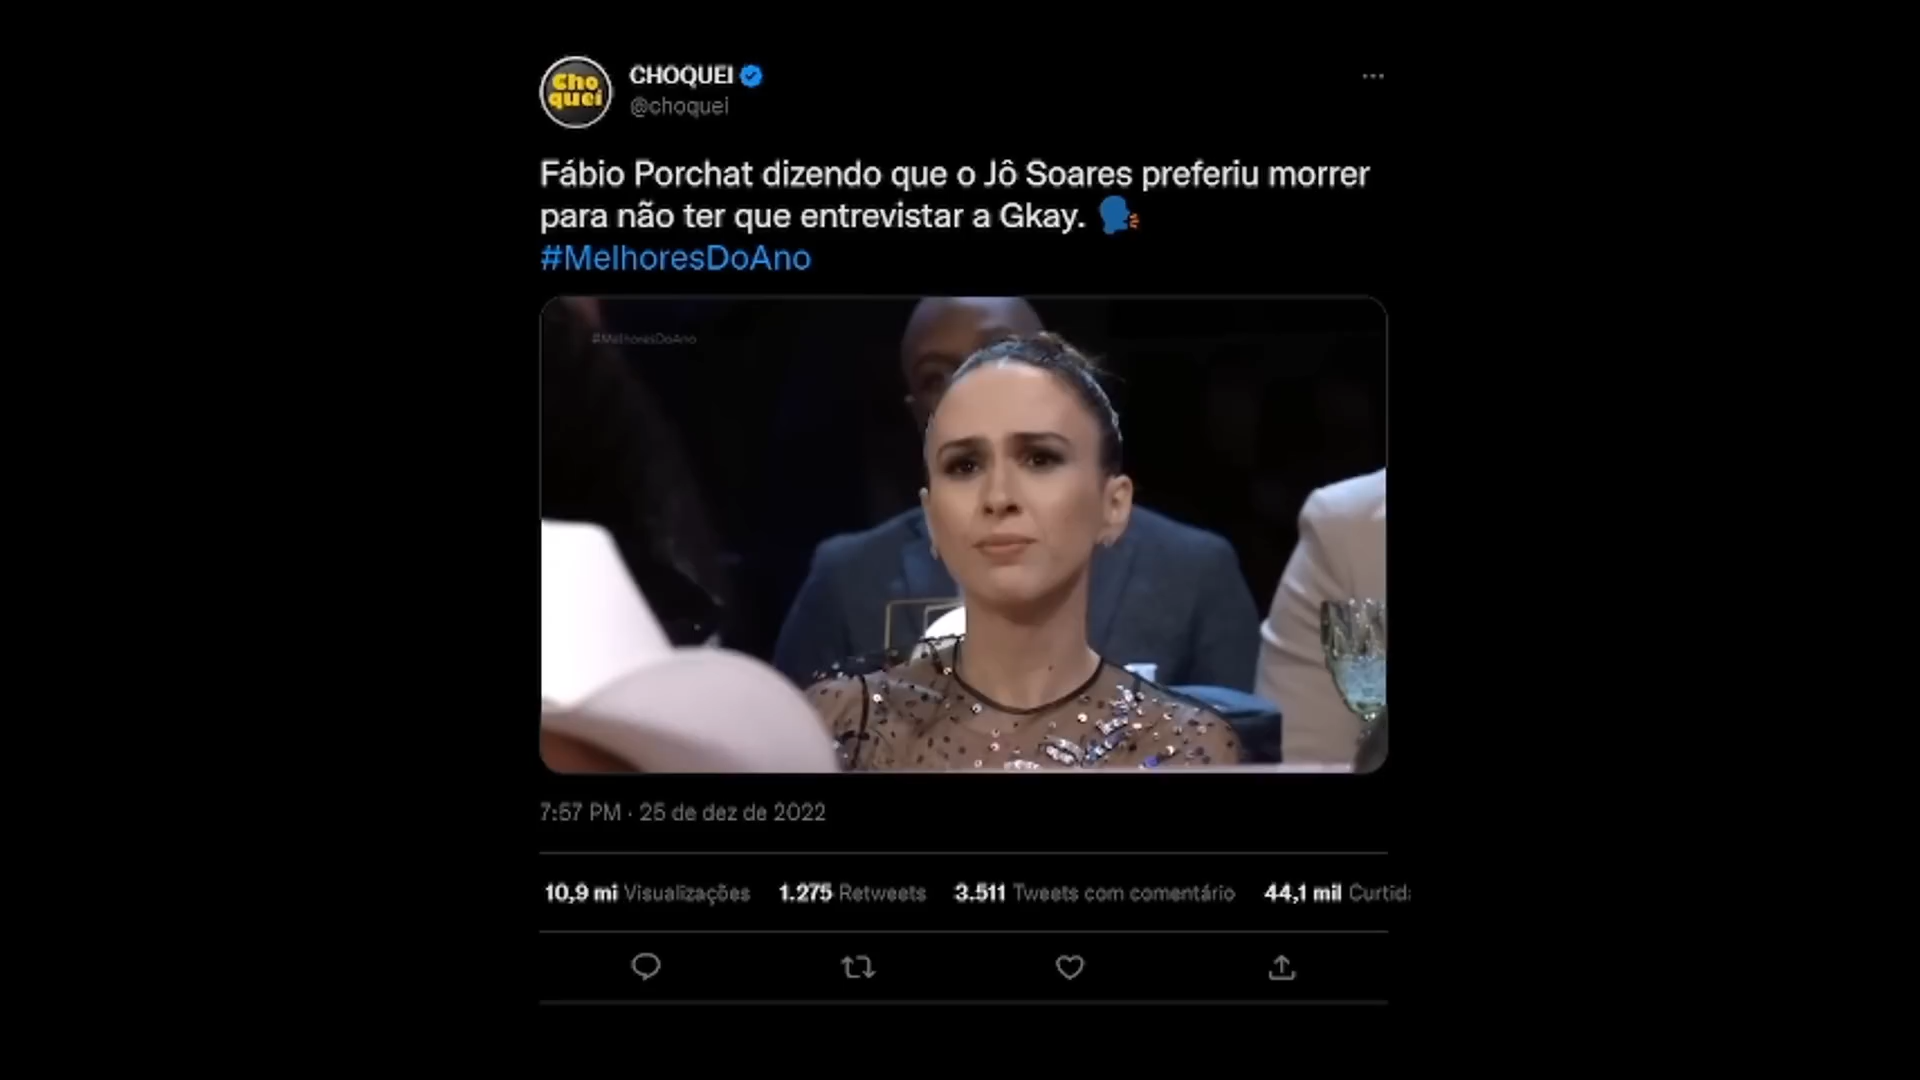 Cho
quei
CHOQUEI
@choquei
Fábio Porchat dizendo que o Jô Soares preferiu morrer
para não ter que entrevistar a Gkay.
#MelhoresDoAno
#MelhoresDoAno
7:57 PM · 25 de dez de 2022
10,9 mi Visualizações 1.275 Retweets 3.511 Tweets com comentário 44,1 mil Curtid